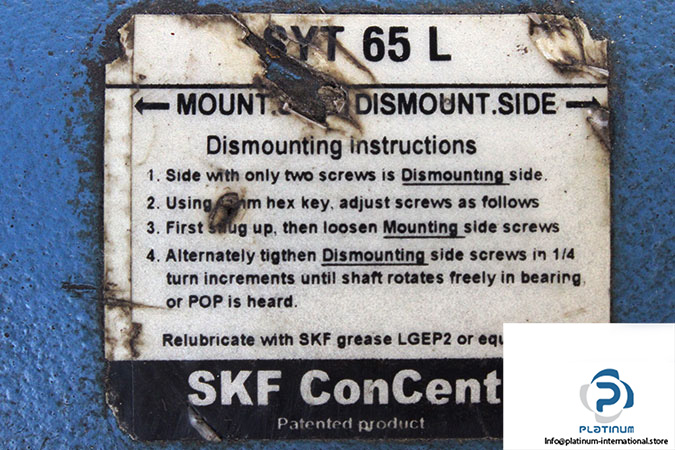 SYT 65 L
← MOUNT. DISMOUNT.SIDE →
Dismounting Instructions
1. Side with only two screws is Dismounting side.
2. Using hex key, adjust screws as follows
3. First snug up, then loosen Mounting side screws
4. Alternately tigthen Dismounting side screws in 1/4
turn increments until shaft rotates freely in bearing,
or POP is heard.
Relubricate with SKF grease LGEP2 or equ
SKF ConCent
Patented product
PLATINUM
Info@platinum-international.store